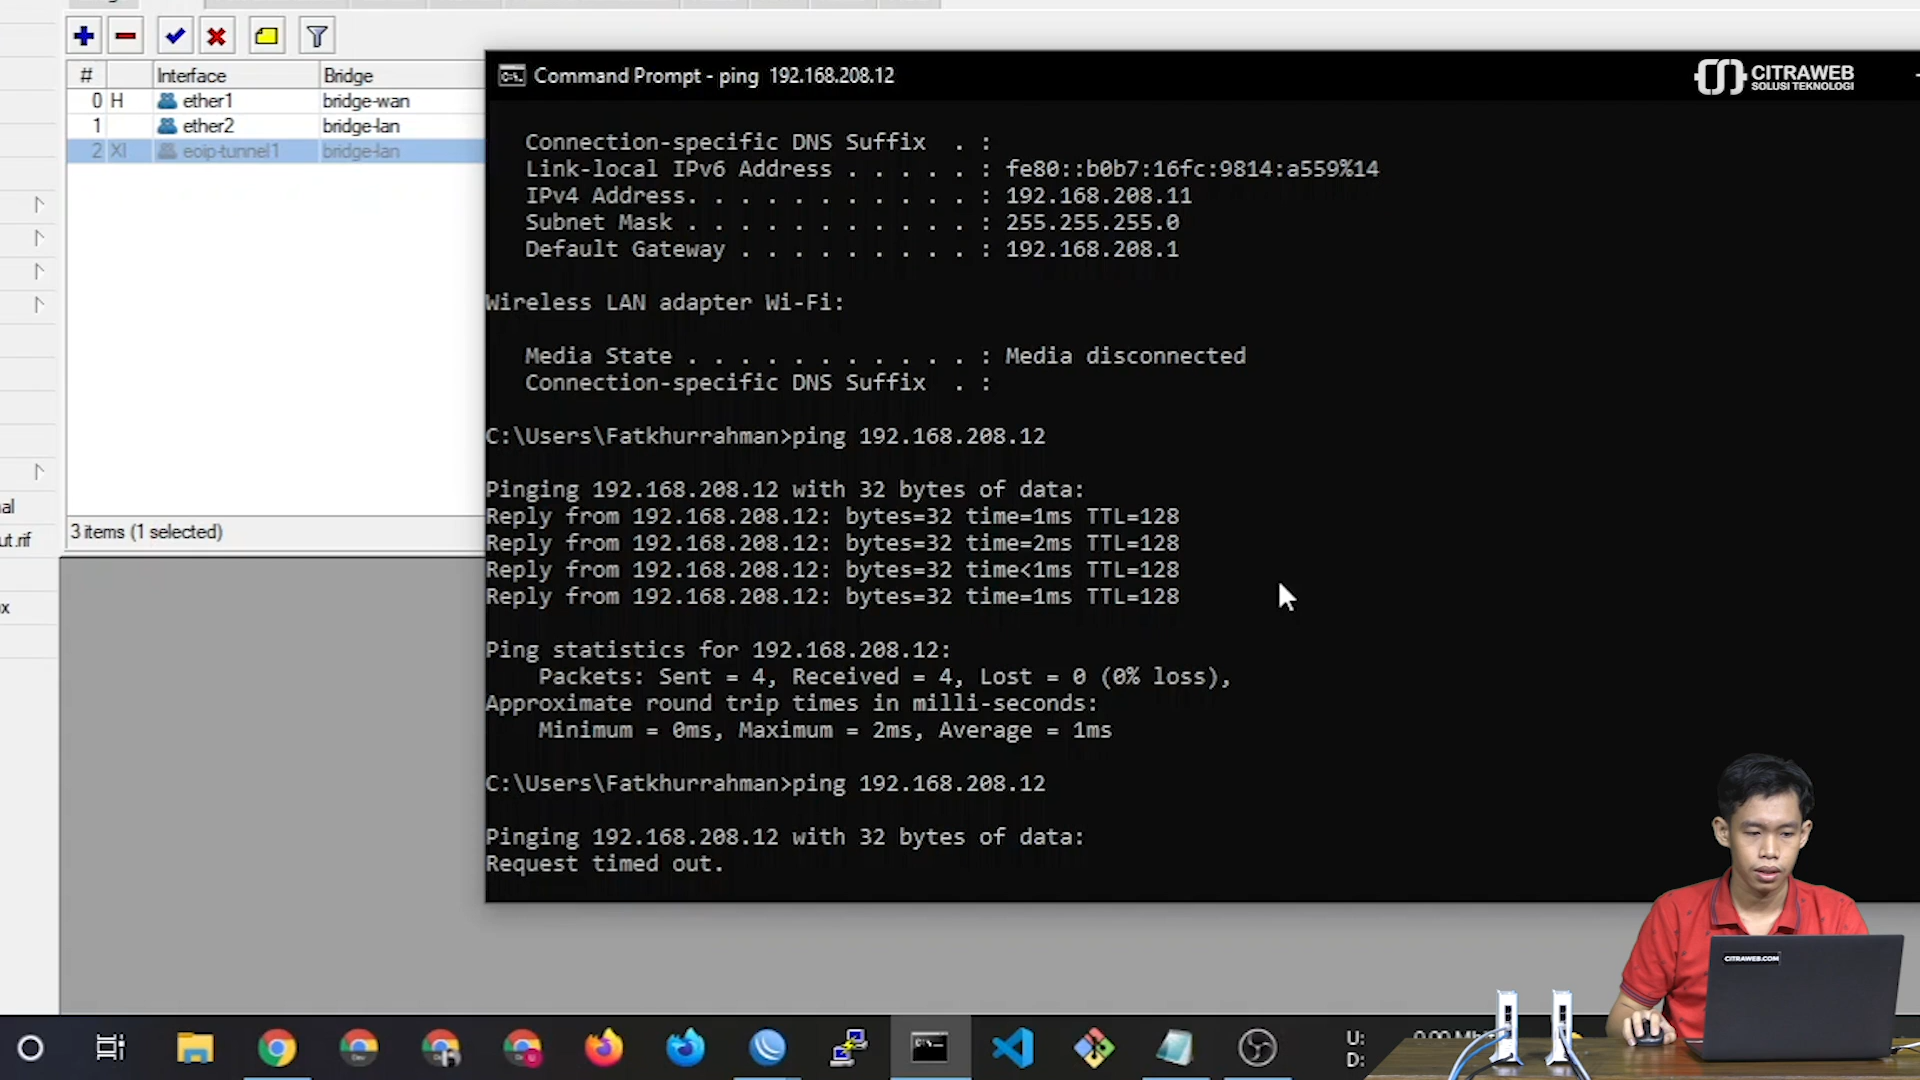 # Interface Bridge
0 H ether1 bridge-wan
1 ether2 bridge-lan
2 XI eoip-tunnel1 bridge-lan
3 items (1 selected)
al
ut.rif
x
Command Prompt - ping 192.168.208.12
CITRAWEB
SOLUSI TEKNOLOGI
Connection-specific DNS Suffix . :
Link-local IPv6 Address . . . . . : fe80::b0b7:16fc:9814:a559%14
IPv4 Address. . . . . . . . . . . : 192.168.208.11
Subnet Mask . . . . . . . . . . . : 255.255.255.0
Default Gateway . . . . . . . . . : 192.168.208.1
Wireless LAN adapter Wi-Fi:
Media State . . . . . . . . . . . : Media disconnected
Connection-specific DNS Suffix . :
C:\Users\Fatkhurrahman>ping 192.168.208.12
Pinging 192.168.208.12 with 32 bytes of data:
Reply from 192.168.208.12: bytes=32 time=1ms TTL=128
Reply from 192.168.208.12: bytes=32 time=2ms TTL=128
Reply from 192.168.208.12: bytes=32 time<1ms TTL=128
Reply from 192.168.208.12: bytes=32 time=1ms TTL=128
Ping statistics for 192.168.208.12:
Packets: Sent = 4, Received = 4, Lost = 0 (0% loss),
Approximate round trip times in milli-seconds:
Minimum = 0ms, Maximum = 2ms, Average = 1ms
C:\Users\Fatkhurrahman>ping 192.168.208.12
Pinging 192.168.208.12 with 32 bytes of data:
Request timed out.
CITRAWEB.COM
Dev
U:
D: